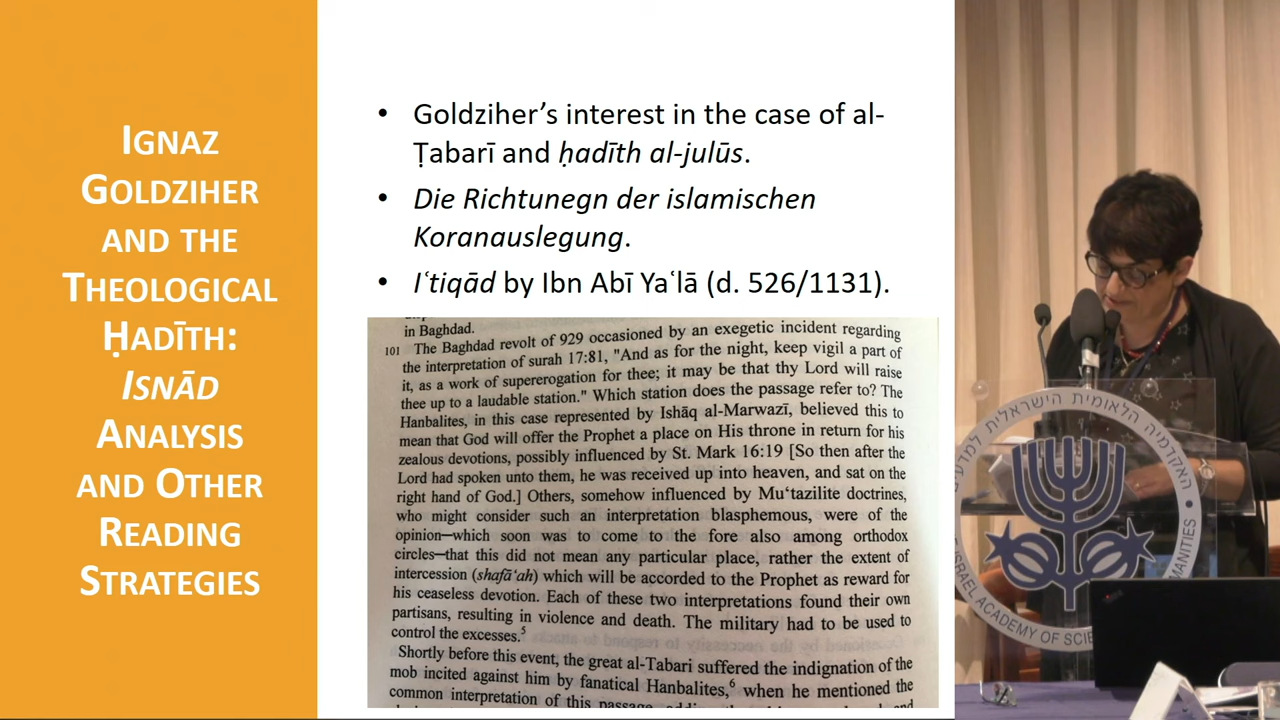 IGNAZ
GOLDZIHER
AND THE
THEOLOGICAL
ḤADĪTH:
ISNĀD
ANALYSIS
AND OTHER
READING
STRATEGIES
• Goldziher’s interest in the case of al-
Ṭabarī and ḥadīth al-julūs.
• Die Richtunegn der islamischen
Koranauslegung.
• Iʿtiqād by Ibn Abī Yaʿlā (d. 526/1131).
in Baghdad.
101 The Baghdad revolt of 929 occasioned by an exegetic incident regarding
the interpretation of surah 17:81, "And as for the night, keep vigil a part of
it, as a work of supererogation for thee; it may be that thy Lord will raise
thee up to a laudable station." Which station does the passage refer to? The
Hanbalites, in this case represented by Ishāq al-Marwazī, believed this to
mean that God will offer the Prophet a place on His throne in return for his
zealous devotions, possibly influenced by St. Mark 16:19 [So then after the
Lord had spoken unto them, he was received up into heaven, and sat on the
right hand of God.] Others, somehow influenced by Mu‘tazilite doctrines,
who might consider such an interpretation blasphemous, were of the
opinion—which soon was to come to the fore also among orthodox
circles—that this did not mean any particular place, rather the extent of
intercession (shafā‘ah) which will be accorded to the Prophet as reward for
his ceaseless devotion. Each of these two interpretations found their own
partisans, resulting in violence and death. The military had to be used to
control the excesses.5
Shortly before this event, the great al-Tabari suffered the indignation of the
mob incited against him by fanatical Hanbalites,6 when he mentioned the
common interpretation of this passage,
האקדמיה הלאומית הישראלית למדעים
ISRAEL ACADEMY OF SCIE
MANITIES